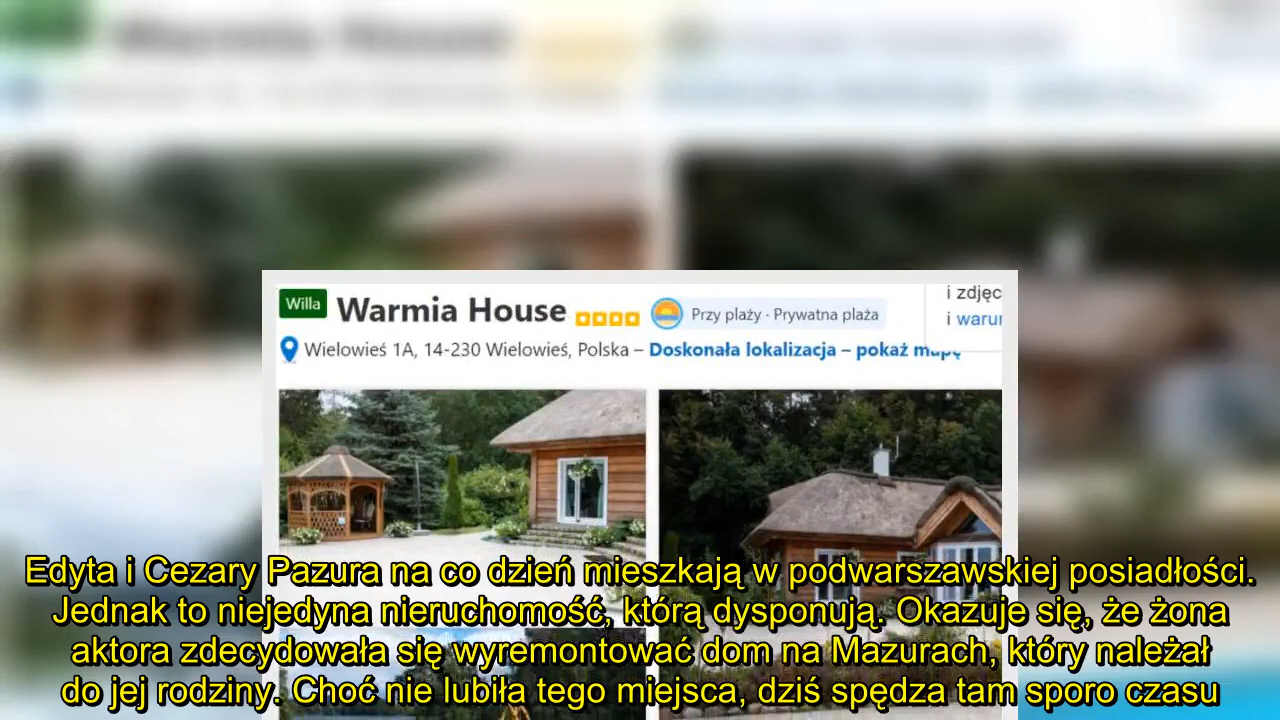 Willa Warmia House Przy plaży · Prywatna plaża
i zdjęc
i warun
Wielowieś 1A, 14-230 Wielowieś, Polska – Doskonała lokalizacja – pokaż mapę
Edyta i Cezary Pazura na co dzień mieszkają w podwarszawskiej posiadłości.
Jednak to niejedyna nieruchomość, którą dysponują. Okazuje się, że żona
aktora zdecydowała się wyremontować dom na Mazurach, który należał
do jej rodziny. Choć nie lubiła tego miejsca, dziś spędza tam sporo czasu